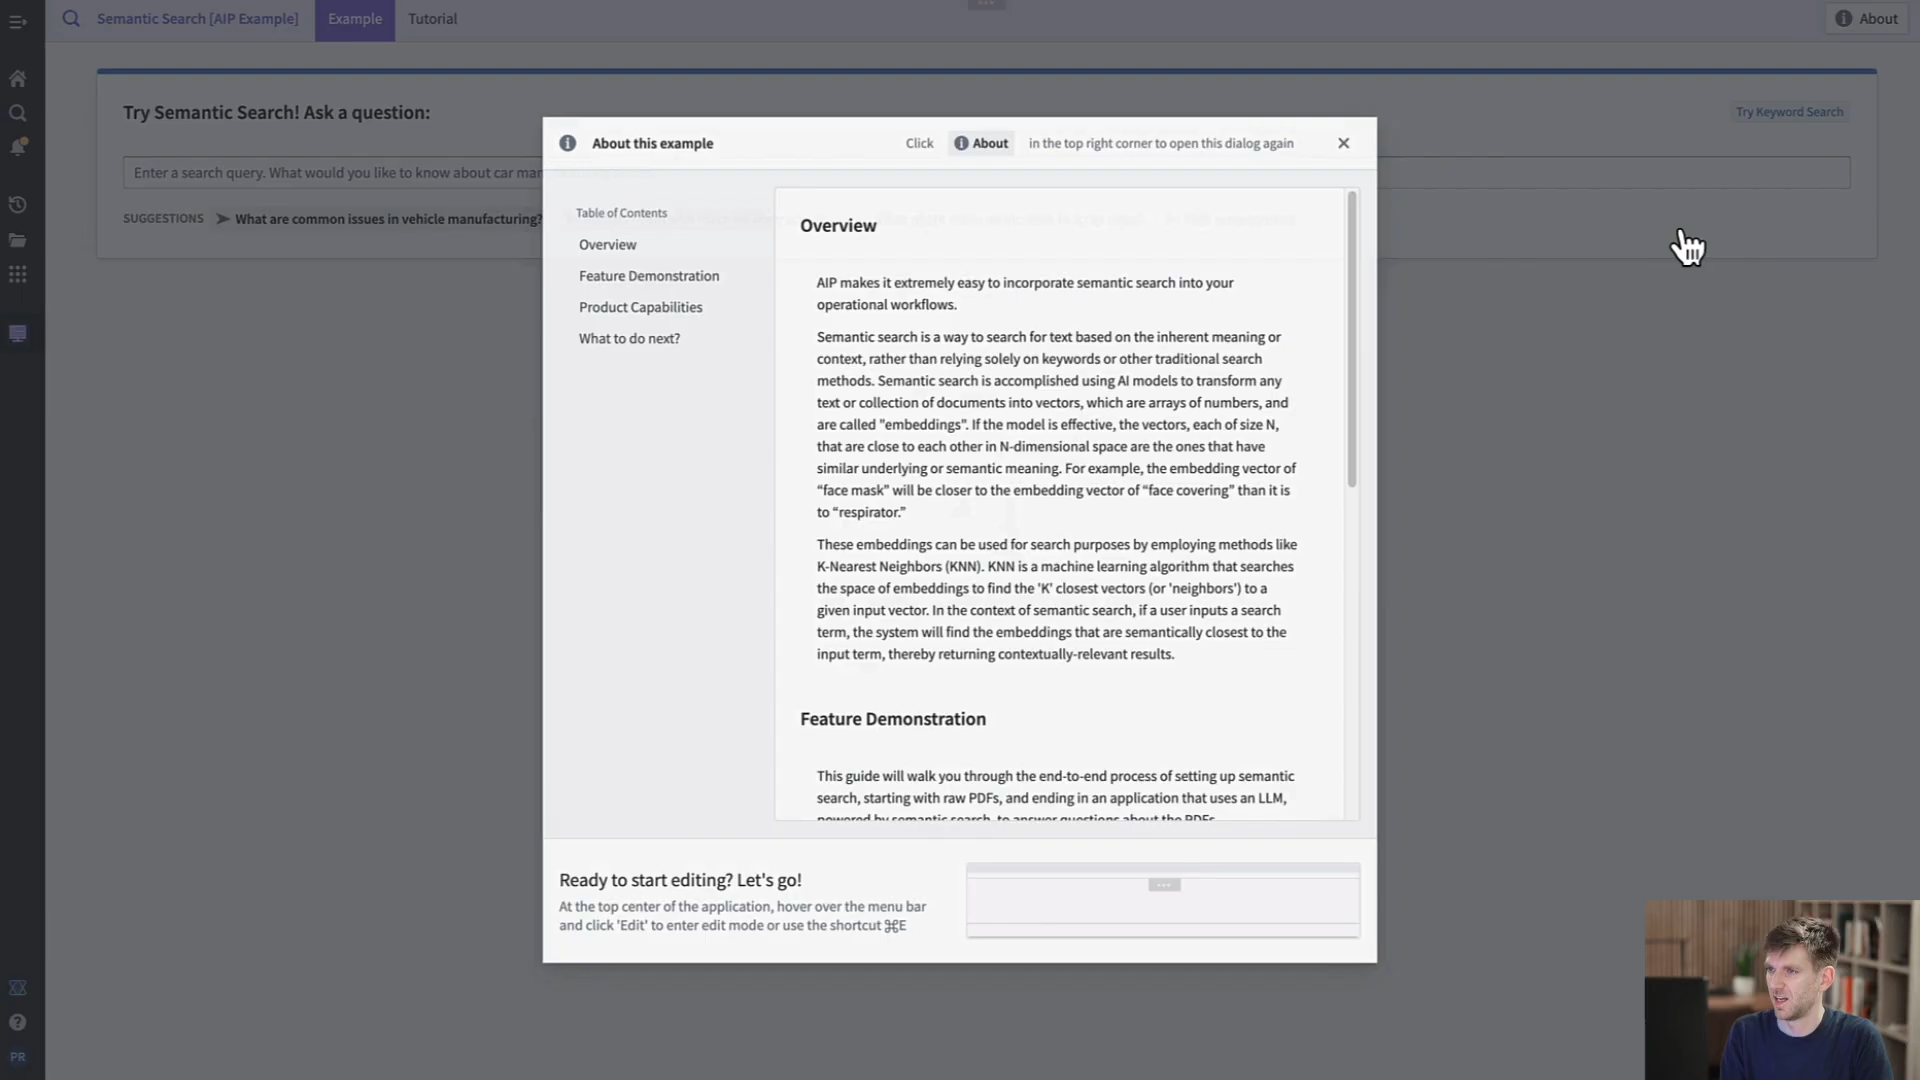 Semantic Search [AIP Example]
Example
Tutorial
About
Try Semantic Search! Ask a question:
Try Keyword Search
Enter a search query. What would you like to know about car man
SUGGESTIONS
What are common issues in vehicle manufacturing?
About this example
Click
About
in the top right corner to open this dialog again
Table of Contents
Overview
Feature Demonstration
Product Capabilities
What to do next?
Overview
AIP makes it extremely easy to incorporate semantic search into your
operational workflows.
Semantic search is a way to search for text based on the inherent meaning or
context, rather than relying solely on keywords or other traditional search
methods. Semantic search is accomplished using AI models to transform any
text or collection of documents into vectors, which are arrays of numbers, and
are called "embeddings". If the model is effective, the vectors, each of size N,
that are close to each other in N-dimensional space are the ones that have
similar underlying or semantic meaning. For example, the embedding vector of
“face mask” will be closer to the embedding vector of “face covering” than it is
to “respirator.”
These embeddings can be used for search purposes by employing methods like
K-Nearest Neighbors (KNN). KNN is a machine learning algorithm that searches
the space of embeddings to find the 'K' closest vectors (or 'neighbors') to a
given input vector. In the context of semantic search, if a user inputs a search
term, the system will find the embeddings that are semantically closest to the
input term, thereby returning contextually-relevant results.
Feature Demonstration
This guide will walk you through the end-to-end process of setting up semantic
search, starting with raw PDFs, and ending in an application that uses an LLM,
powered by semantic search, to answer questions about the PDFs.
Ready to start editing? Let's go!
At the top center of the application, hover over the menu bar
and click 'Edit' to enter edit mode or use the shortcut ⌘E
PR